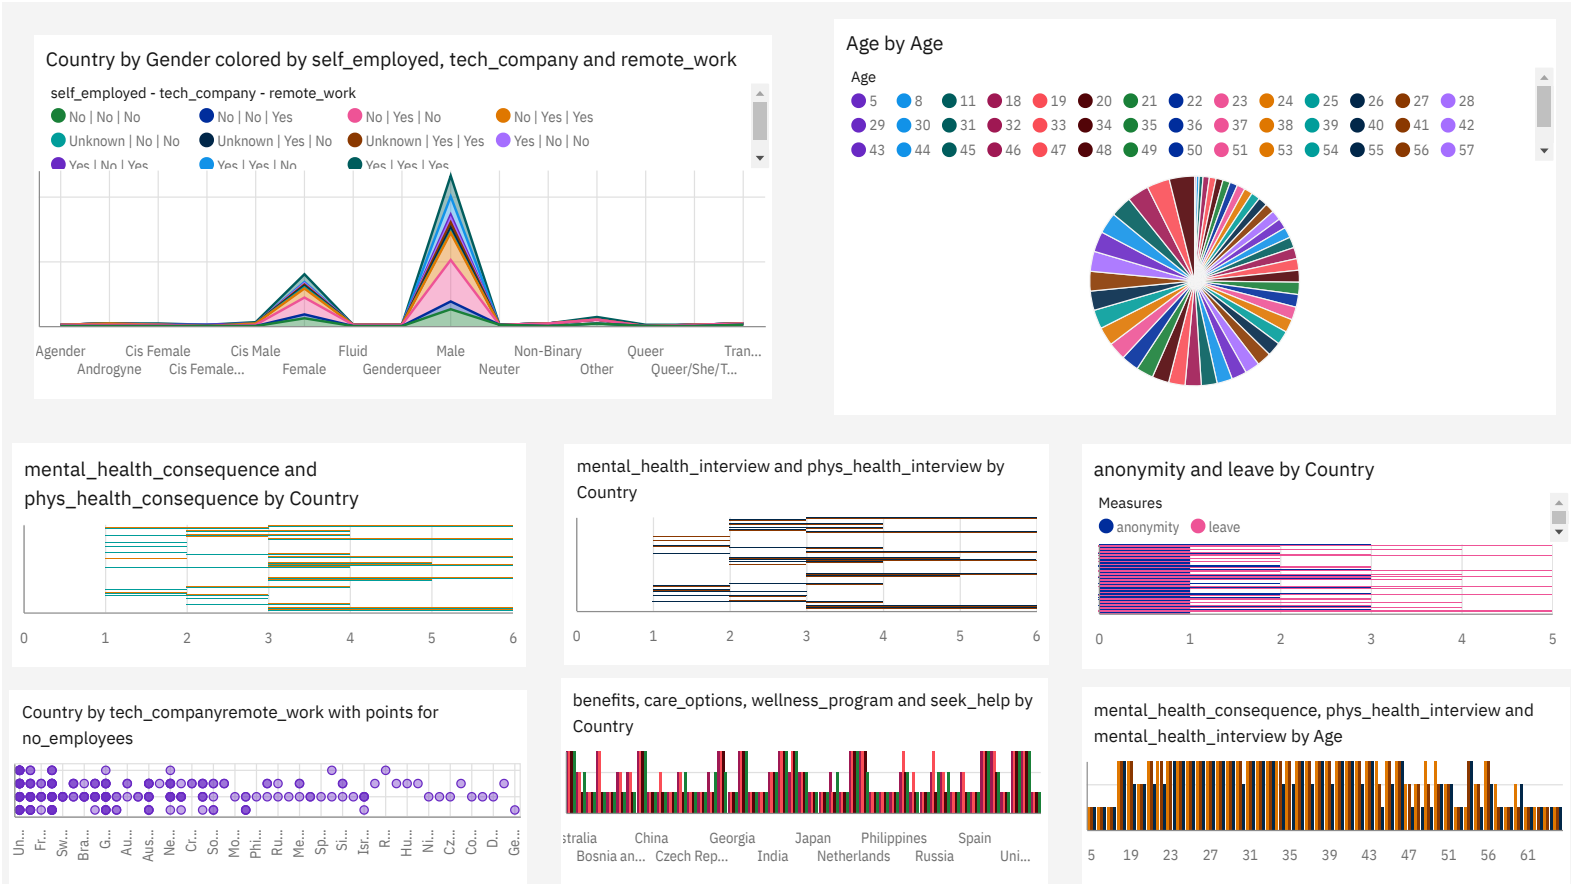 Country by Gender colored by self_employed, tech_company and remote_work
self_employed - tech_company - remote_work
No | No | No
No | No | Yes
No | Yes | No
No | Yes | Yes
Unknown | No | No
Unknown | Yes | No
Unknown | Yes | Yes
Yes | No | No
Yes | No | Yes
Yes | Yes | No
Yes | Yes | Yes
Agender
Cis Female
Cis Male
Fluid
Male
Non-Binary
Queer
Tran...
Androgyne
Cis Female...
Female
Genderqueer
Neuter
Other
Queer/She/T...
Age by Age
Age
5 8 11 18 19 20 21 22 23 24 25 26 27 28
29 30 31 32 33 34 35 36 37 38 39 40 41 42
43 44 45 46 47 48 49 50 51 53 54 55 56 57
mental_health_consequence and
phys_health_consequence by Country
0 1 2 3 4 5 6
mental_health_interview and phys_health_interview by
Country
0 1 2 3 4 5 6
anonymity and leave by Country
Measures
anonymity leave
0 1 2 3 4 5
Country by tech_companyremote_work with points for
no_employees
Un...
Fr...
Sw...
Bra...
G...
Au...
Aus...
Ne...
Cr...
So...
Mo...
Phi...
Ru...
Me...
Sp...
Si...
Isr...
R...
Hu...
Ni...
Cz...
Co...
D...
Ge...
benefits, care_options, wellness_program and seek_help by
Country
stralia
China
Georgia
Japan
Philippines
Spain
Bosnia an...
Czech Rep...
India
Netherlands
Russia
Uni...
mental_health_consequence, phys_health_interview and
mental_health_interview by Age
5 19 23 27 31 35 39 43 47 51 56 61